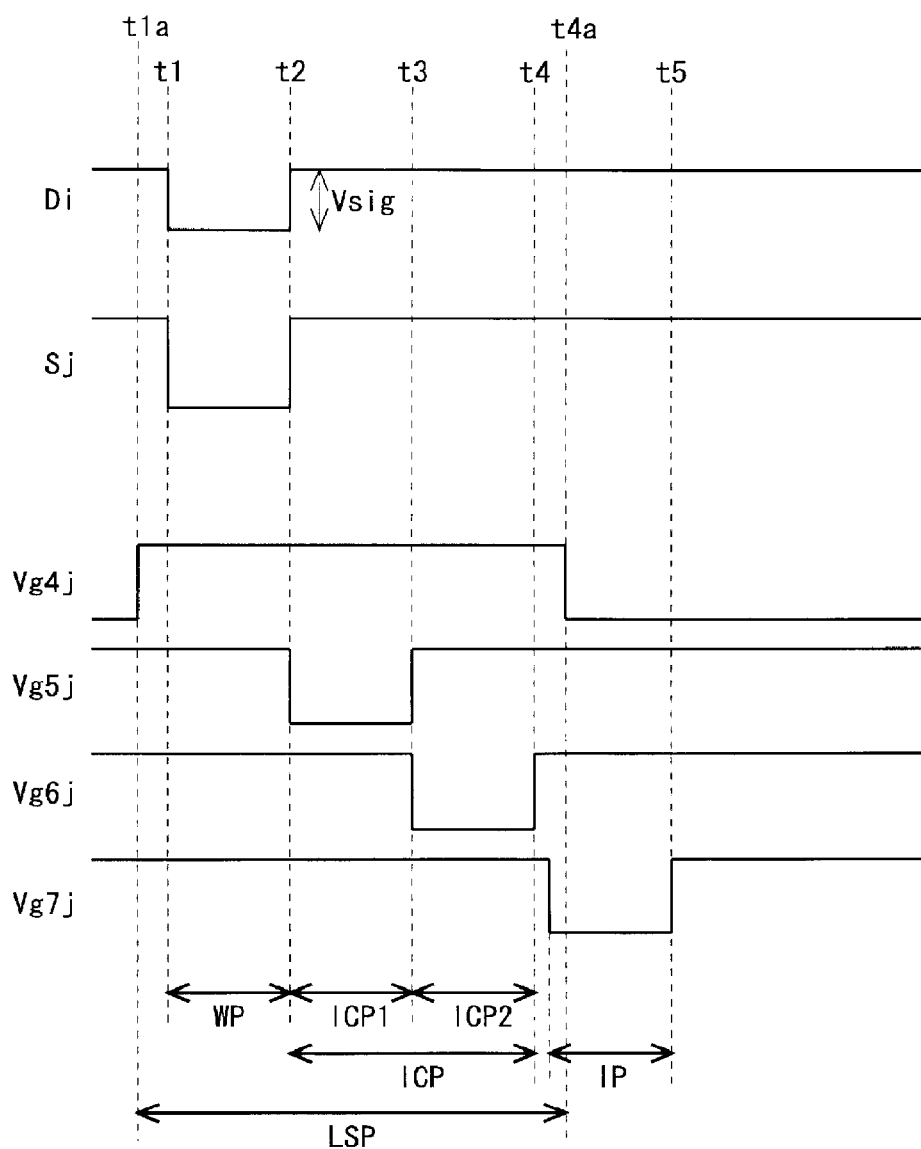 t1a t4a
t1 t2 t3 t4 t5
Di
Vsig
Sj
Vg4j
Vg5j
Vg6j
Vg7j
WP ICP1 ICP2
ICP IP
LSP